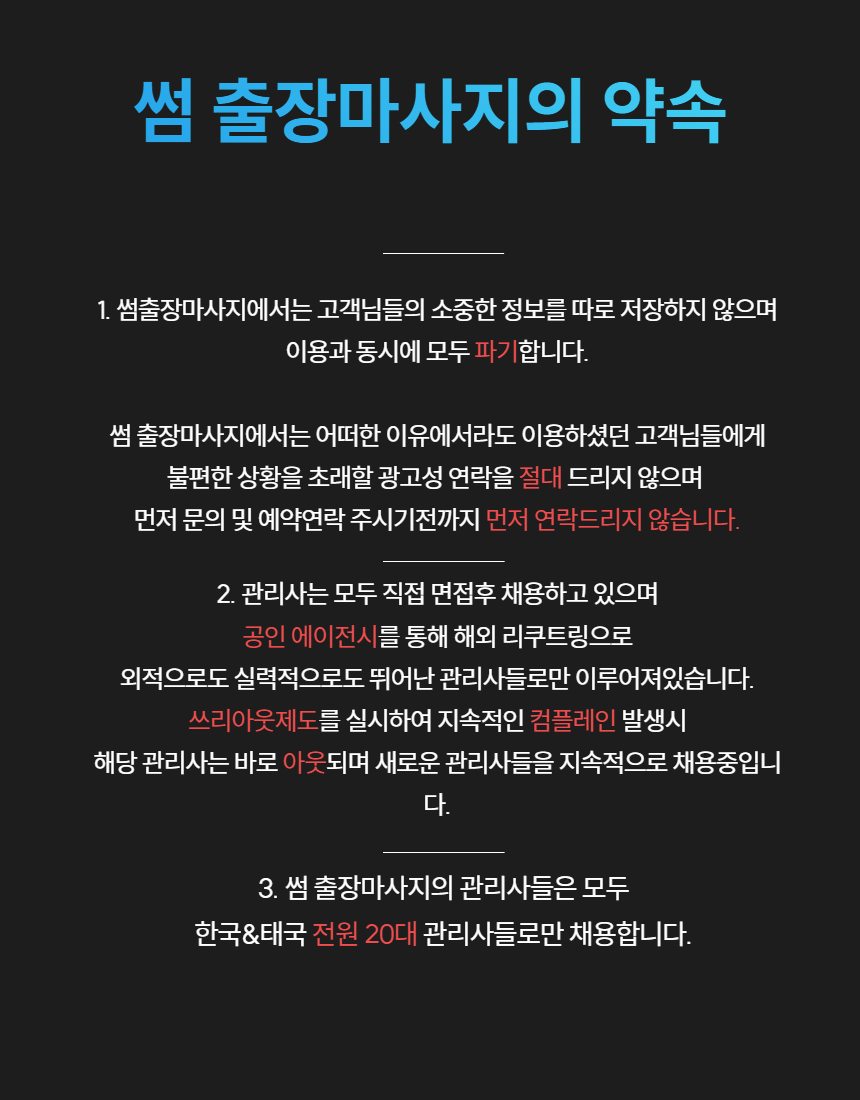 썸 출장마사지의 약속
1. 썸출장마사지에서는 고객님들의 소중한 정보를 따로 저장하지 않으며
이용과 동시에 모두 파기합니다.
썸 출장마사지에서는 어떠한 이유에서라도 이용하셨던 고객님들에게
불편한 상황을 초래할 광고성 연락을 절대 드리지 않으며
먼저 문의 및 예약연락 주시기전까지 먼저 연락드리지 않습니다.
2. 관리사는 모두 직접 면접후 채용하고 있으며
공인 에이전시를 통해 해외 리쿠트링으로
외적으로도 실력적으로도 뛰어난 관리사들로만 이루어져있습니다.
쓰리아웃제도를 실시하여 지속적인 컴플레인 발생시
해당 관리사는 바로 아웃되며 새로운 관리사들을 지속적으로 채용중입니
다.
3. 썸 출장마사지의 관리사들은 모두
한국&태국 전원 20대 관리사들로만 채용합니다.